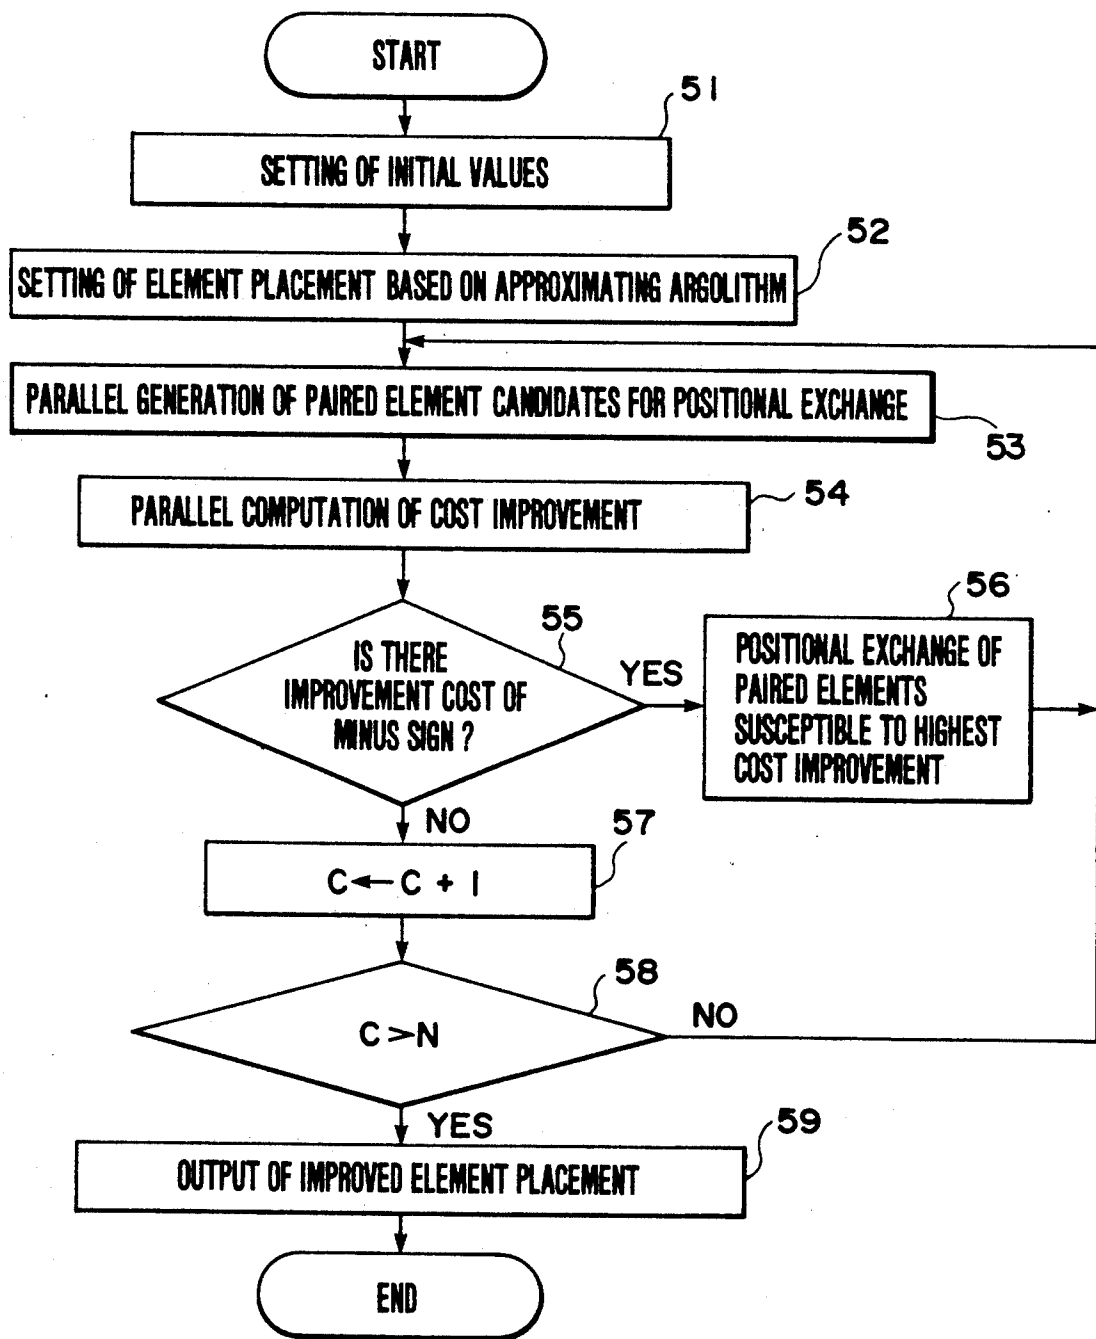 START
51
SETTING OF INITIAL VALUES
52
SETTING OF ELEMENT PLACEMENT BASED ON APPROXIMATING ARGOLITHM
PARALLEL GENERATION OF PAIRED ELEMENT CANDIDATES FOR POSITIONAL EXCHANGE
53
54
PARALLEL COMPUTATION OF COST IMPROVEMENT
55
IS THERE
IMPROVEMENT COST OF
MINUS SIGN ?
YES
56
POSITIONAL EXCHANGE OF
PAIRED ELEMENTS
SUSCEPTIBLE TO HIGHEST
COST IMPROVEMENT
NO
57
C ← C + 1
58
C > N
NO
YES
59
OUTPUT OF IMPROVED ELEMENT PLACEMENT
END